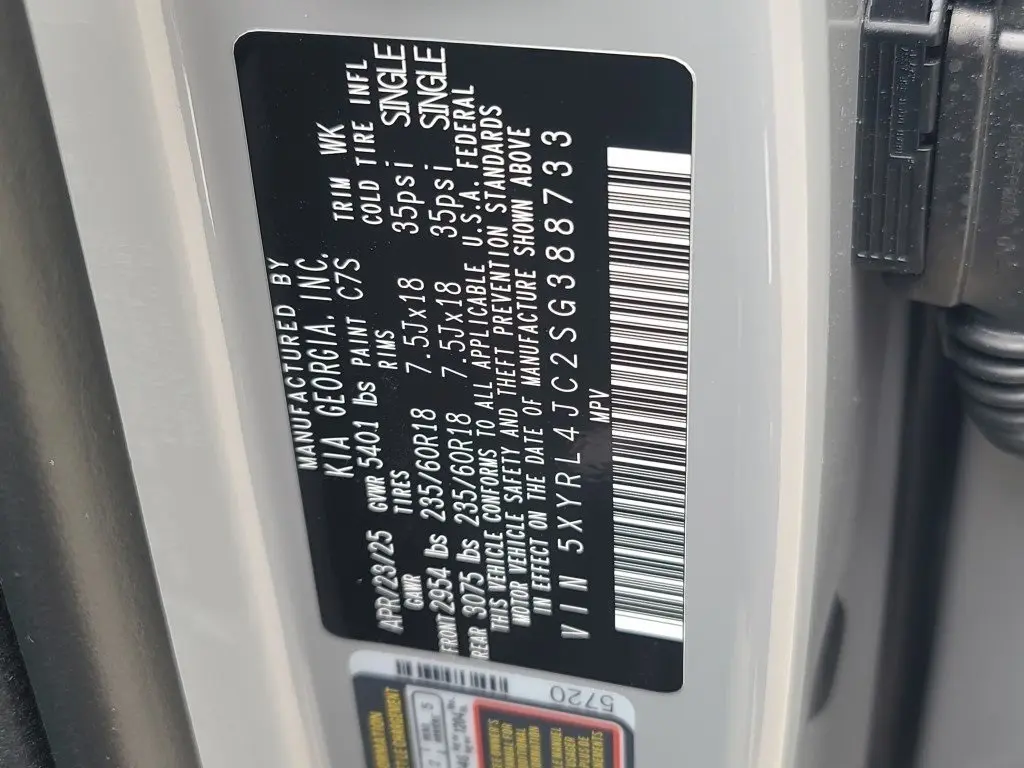 MANUFACTURED BY
KIA GEORGIA, INC.
APR/23/25 GVWR 5401 lbs PAINT C7S TRIM WK
GAWR TIRES RIMS COLD TIRE INFL
FRONT 2954 lbs 235/60R18 7.5Jx18 35psi SINGLE
REAR 3075 lbs 235/60R18 7.5Jx18 35psi SINGLE
THIS VEHICLE CONFORMS TO ALL APPLICABLE U.S.A. FEDERAL
MOTOR VEHICLE SAFETY AND THEFT PREVENTION STANDARDS
IN EFFECT ON THE DATE OF MANUFACTURE SHOWN ABOVE
VIN 5XYRL4JC2SG388733
MPV
5720